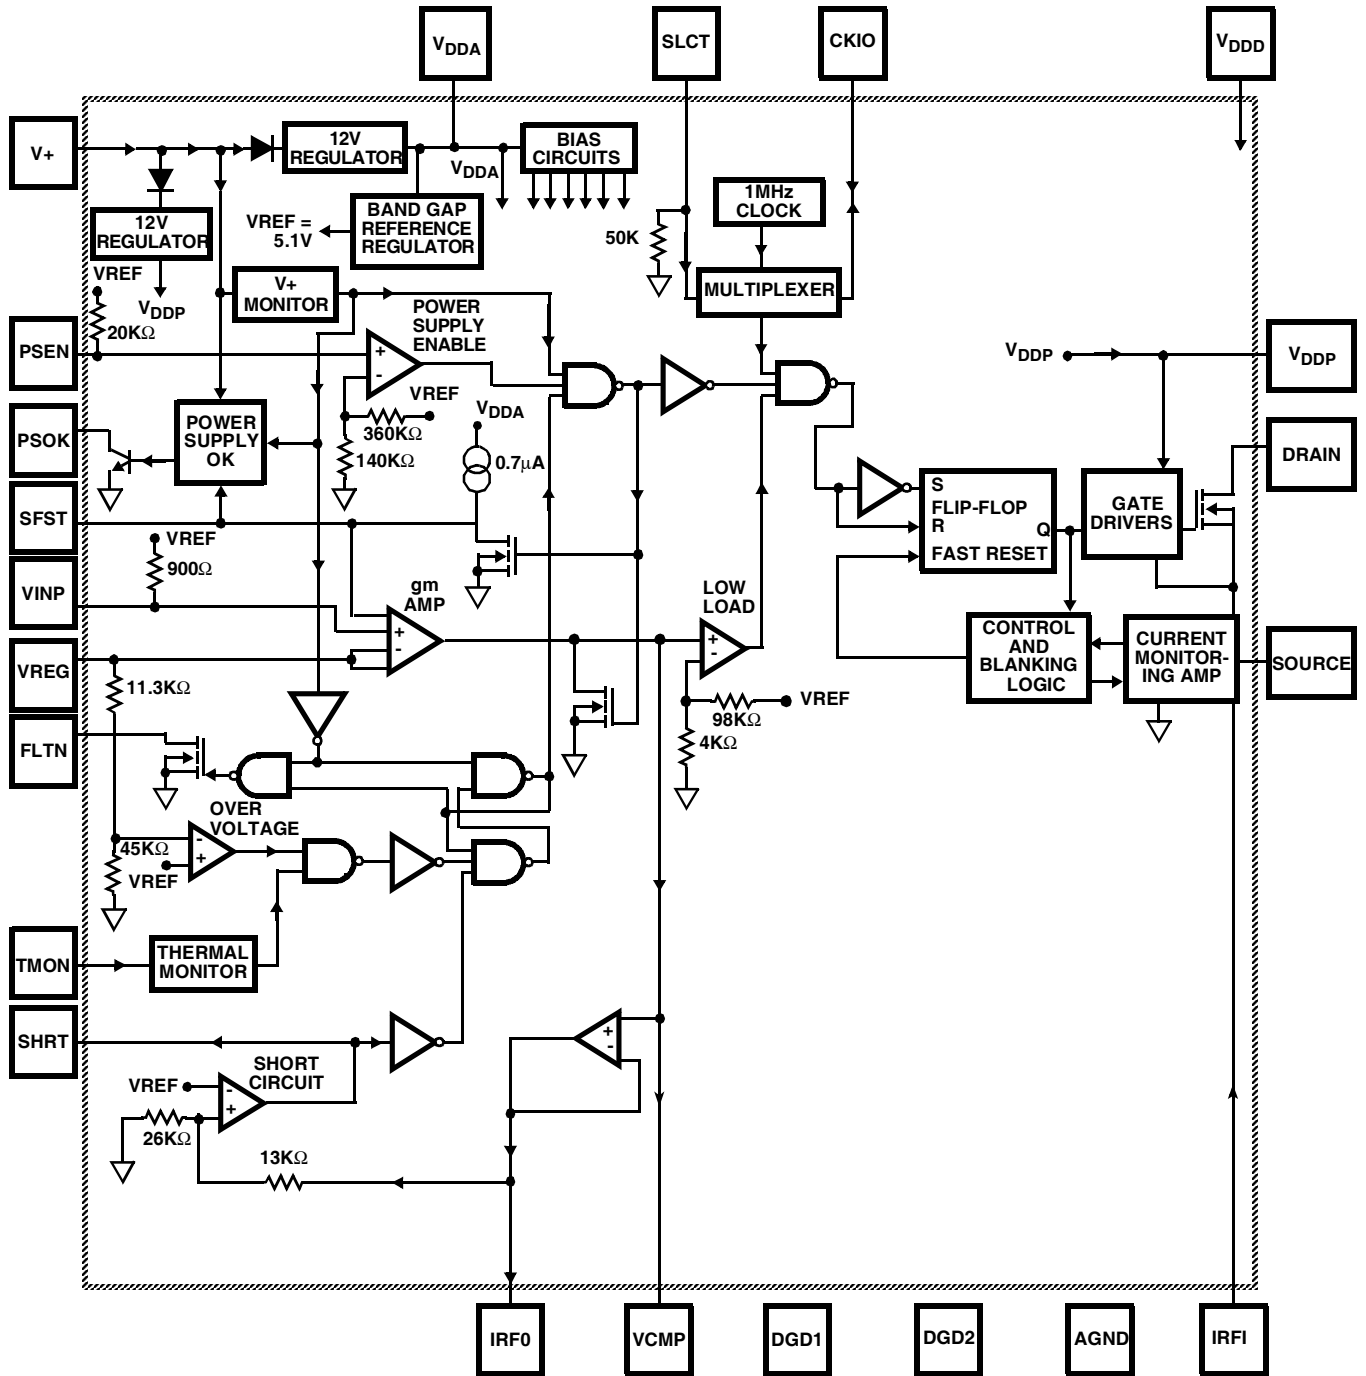 VDDA
SLCT
CKIO
VDDD
V+
12V
REGULATOR
VDDA
BIAS
CIRCUITS
12V
REGULATOR
VREF =
5.1V
BAND GAP
REFERENCE
REGULATOR
50K
1MHz
CLOCK
MULTIPLEXER
VREF
20KΩ
VDDP
V+
MONITOR
POWER
SUPPLY
ENABLE
PSEN
+
-
VREF
360KΩ
140KΩ
VDDA
0.7µA
VDDP
VDDP
PSOK
POWER
SUPPLY
OK
DRAIN
SFST
S
FLIP-FLOP
R
Q
FAST RESET
GATE
DRIVERS
VREF
900Ω
VINP
gm
AMP
+
-
LOW
LOAD
+
-
CONTROL
AND
BLANKING
LOGIC
CURRENT
MONITOR-
ING AMP
SOURCE
VREG
11.3KΩ
VREF
98KΩ
4KΩ
FLTN
OVER
VOLTAGE
45KΩ
VREF
-
+
TMON
THERMAL
MONITOR
SHRT
+
-
SHORT
CIRCUIT
VREF
-
+
26KΩ
13KΩ
IRF0
VCMP
DGD1
DGD2
AGND
IRFI